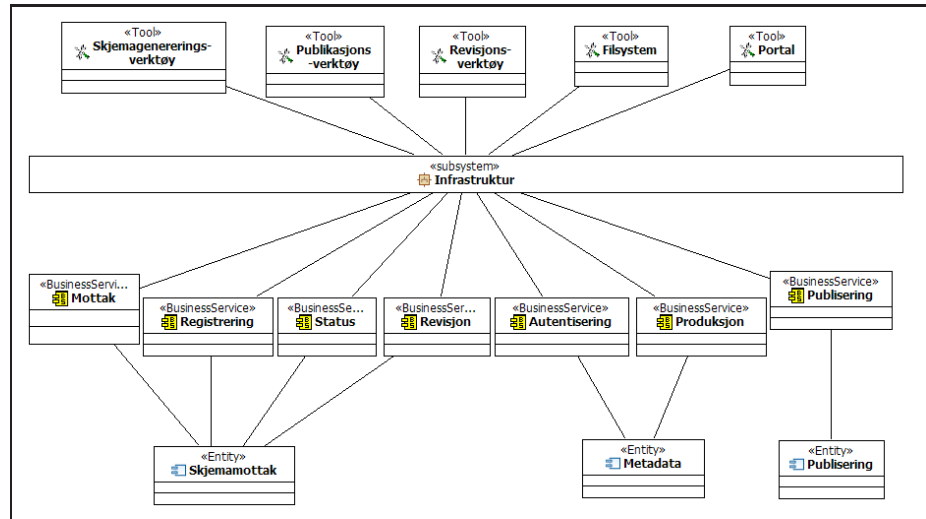 «Tool»
Skjemagenererings-
verktøy
«Tool»
Publikasjons
-verktøy
«Tool»
Revisjons-
verktøy
«Tool»
Filsystem
«Tool»
Portal
«subsystem»
Infrastruktur
«BusinessServi...
Mottak
«BusinessService»
Registrering
«BusinessSe...
Status
«BusinessSer...
Revisjon
«BusinessService»
Autentisering
«BusinessService»
Produksjon
«BusinessService»
Publisering
«Entity»
Skjemamottak
«Entity»
Metadata
«Entity»
Publisering